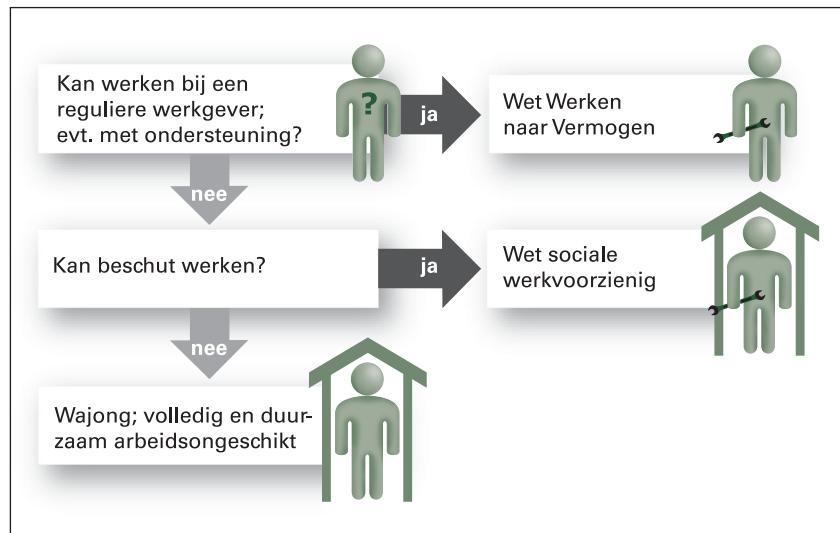 Kan werken bij een
reguliere werkgever;
evt. met ondersteuning?
?
ja
Wet Werken
naar Vermogen
nee
Kan beschut werken?
ja
Wet sociale
werkvoorzienig
nee
Wajong; volledig en duur-
zaam arbeidsongeschikt